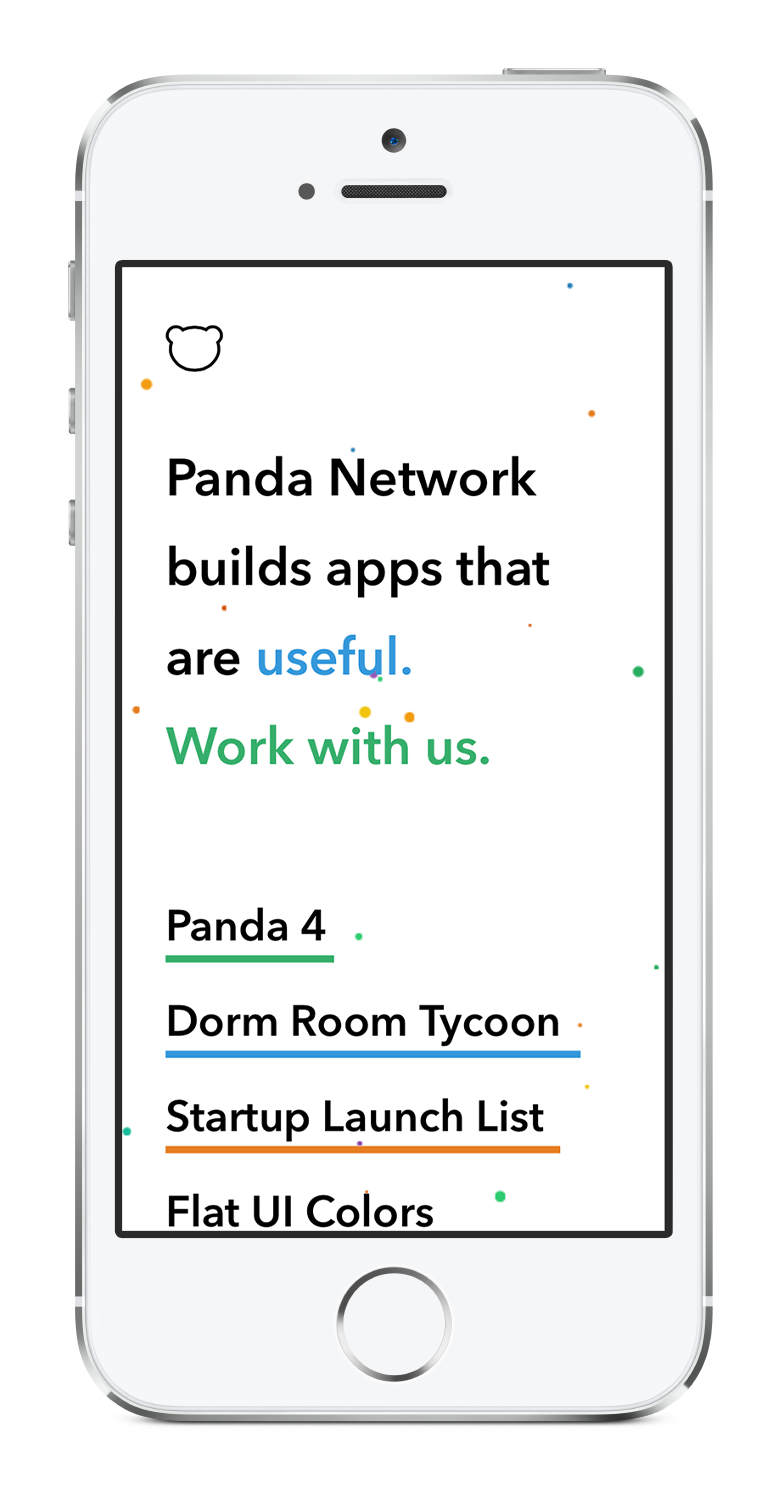 Panda Network
builds apps that
are useful.
Work with us.
Panda 4
Dorm Room Tycoon
Startup Launch List
Flat UI Colors